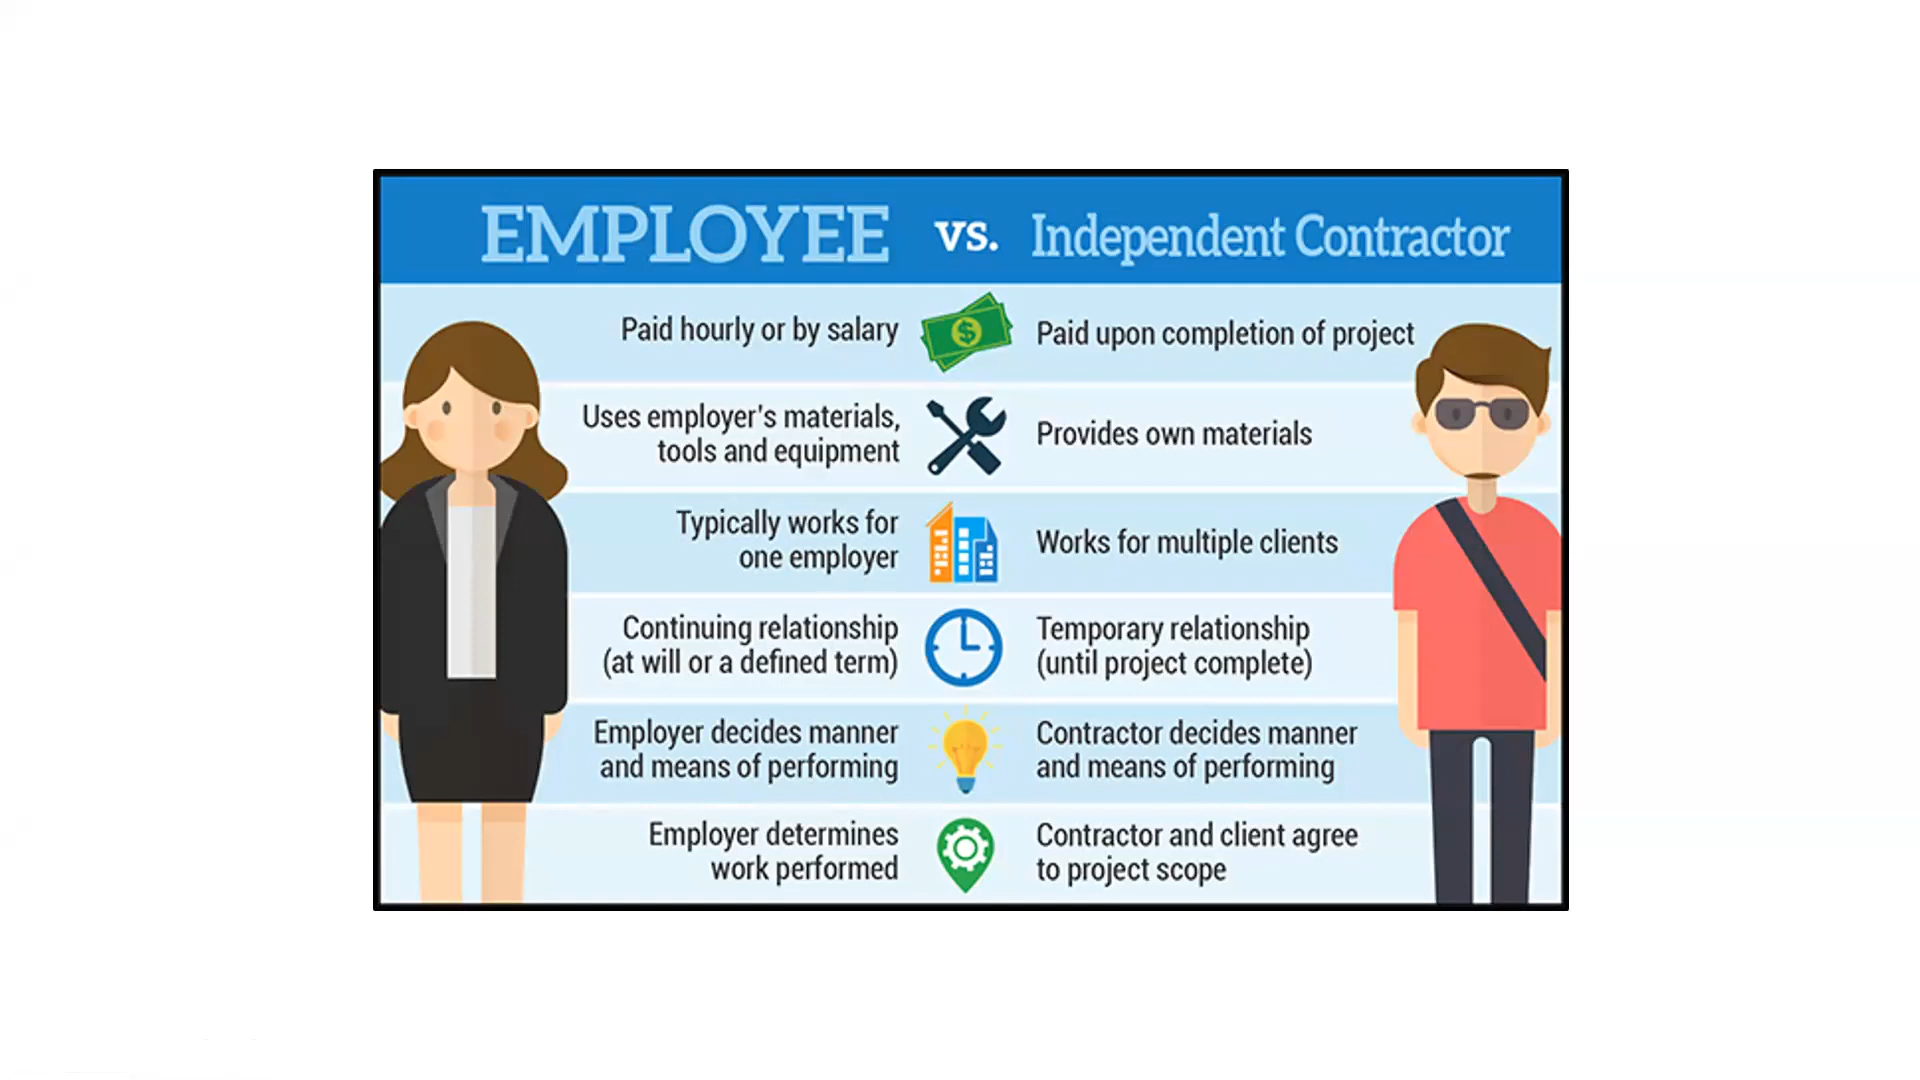 EMPLOYEE vs. Independent Contractor
Paid hourly or by salary
Paid upon completion of project
Uses employer's materials,
tools and equipment
Provides own materials
Typically works for
one employer
Works for multiple clients
Continuing relationship
(at will or a defined term)
Temporary relationship
(until project complete)
Employer decides manner
and means of performing
Contractor decides manner
and means of performing
Employer determines
work performed
Contractor and client agree
to project scope